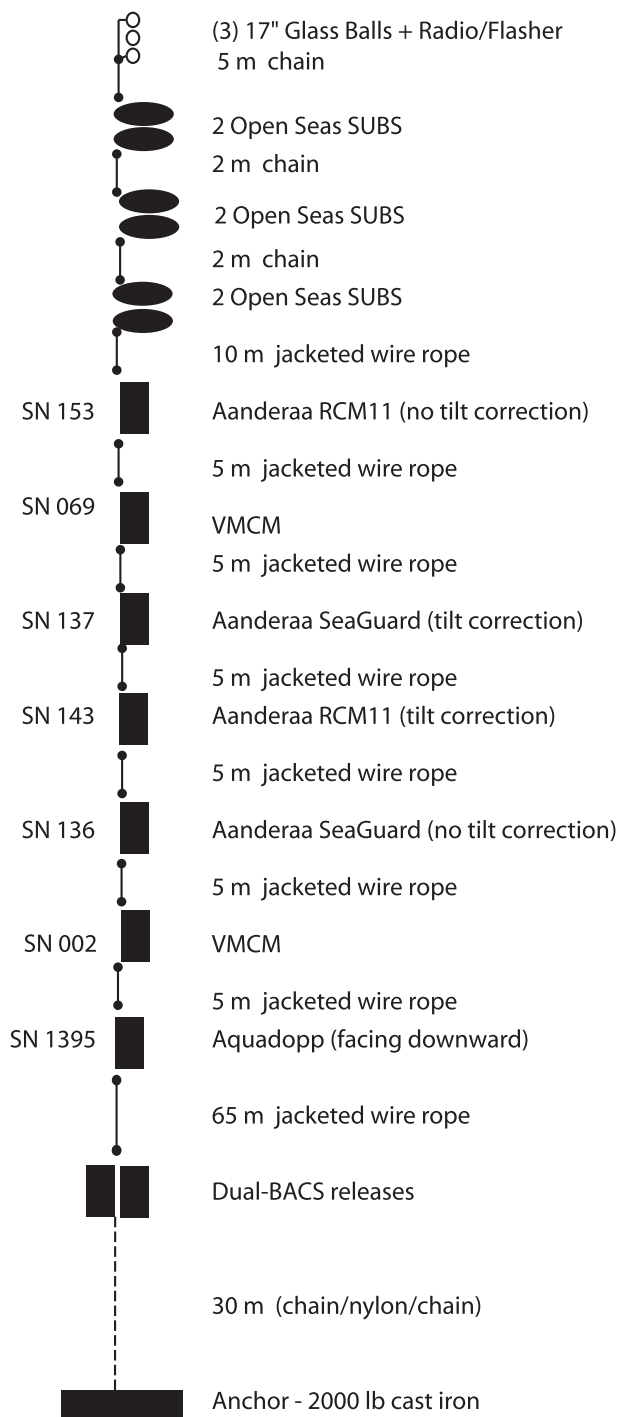 (3) 17" Glass Balls + Radio/Flasher
5 m chain
2 Open Seas SUBS
2 m chain
2 Open Seas SUBS
2 m chain
2 Open Seas SUBS
10 m jacketed wire rope
SN 153 Aanderaa RCM11 (no tilt correction)
5 m jacketed wire rope
SN 069
VMCM
5 m jacketed wire rope
SN 137 Aanderaa SeaGuard (tilt correction)
5 m jacketed wire rope
SN 143 Aanderaa RCM11 (tilt correction)
5 m jacketed wire rope
SN 136 Aanderaa SeaGuard (no tilt correction)
5 m jacketed wire rope
SN 002 VMCM
5 m jacketed wire rope
SN 1395 Aquadopp (facing downward)
65 m jacketed wire rope
Dual-BACS releases
30 m (chain/nylon/chain)
Anchor - 2000 lb cast iron